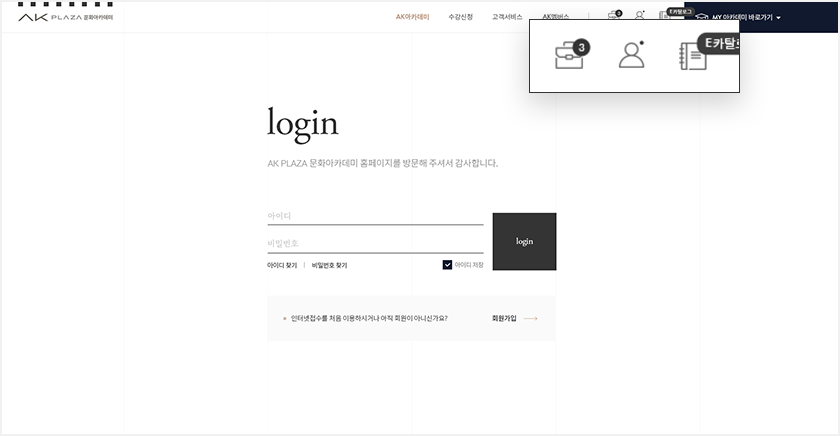 AK PLAZA 문화아카데미
AK아카데미 수강신청 고객서비스 AK멤버스 3 E카탈로그 MY 아카데미 바로가기
3 E카탈로
login
AK PLAZA 문화아카데미 홈페이지를 방문해 주셔서 감사합니다.
아이디
비밀번호
login
아이디 찾기 | 비밀번호 찾기 아이디 저장
인터넷접수를 처음 이용하시거나 아직 회원이 아니신가요? 회원가입